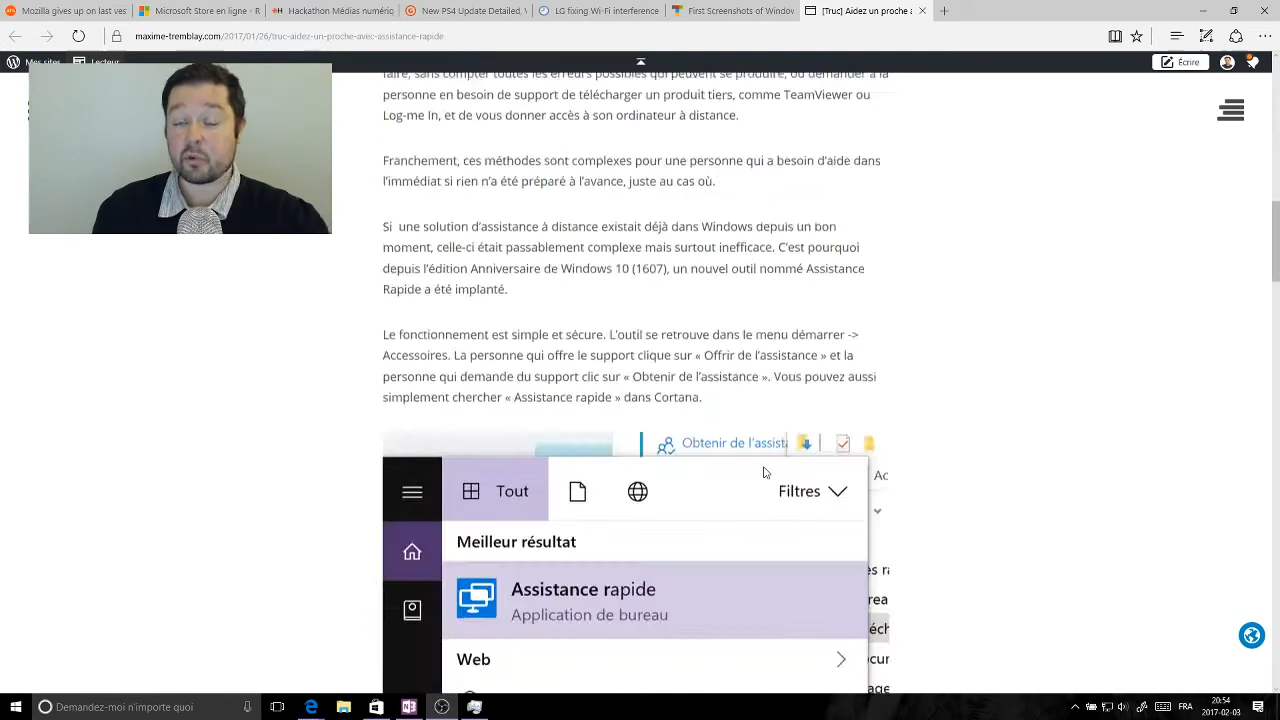 Mozilla gives up o
Microsoft Store en ligne - R
Hackathon Médias numériq
New PS4 Update Detailed, \
LG fixing Wi-Fi interference
First Screenshots of Window
[Truc] Aidez un proche a
maxime-tremblay.com/2017/01/26/truc-aidez-un-proche-avec-assistance-rapide
Mes sites
Lecteur
Écrire
faire, sans compter toutes les erreurs possibles qui peuvent se produire, ou demander à la
personne en besoin de support de télécharger un produit tiers, comme TeamViewer ou
Log-me In, et de vous donner accès à son ordinateur à distance.
Franchement, ces méthodes sont complexes pour une personne qui a besoin d'aide dans
l'immédiat si rien n'a été préparé à l'avance, juste au cas où.
Si une solution d'assistance à distance existait déjà dans Windows depuis un bon
moment, celle-ci était passablement complexe mais surtout inefficace. C'est pourquoi
depuis l'édition Anniversaire de Windows 10 (1607), un nouvel outil nommé Assistance
Rapide a été implanté.
Le fonctionnement est simple et sécure. L'outil se retrouve dans le menu démarrer ->
Accessoires. La personne qui offre le support clique sur « Offrir de l'assistance » et la
personne qui demande du support clic sur « Obtenir de l'assistance ». Vous pouvez aussi
simplement chercher « Assistance rapide » dans Cortana.
Obtenir de l'assist
Ac
Tout
Filtres
Meilleur résultat
es ra
Assistance rapide
rea
Application de bureau
éch
Web
ocur
age
Demandez-moi n'importe quoi
FRA
20:54
2017-02-03